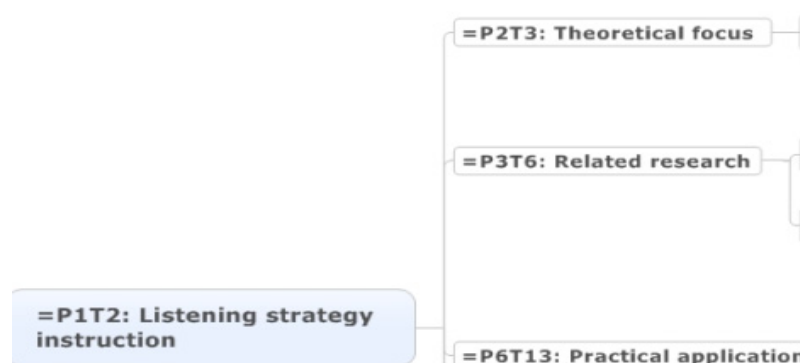 =P2T3: Theoretical focus
=P3T6: Related research
=P1T2: Listening strategy
instruction
=P6T13: Practical application